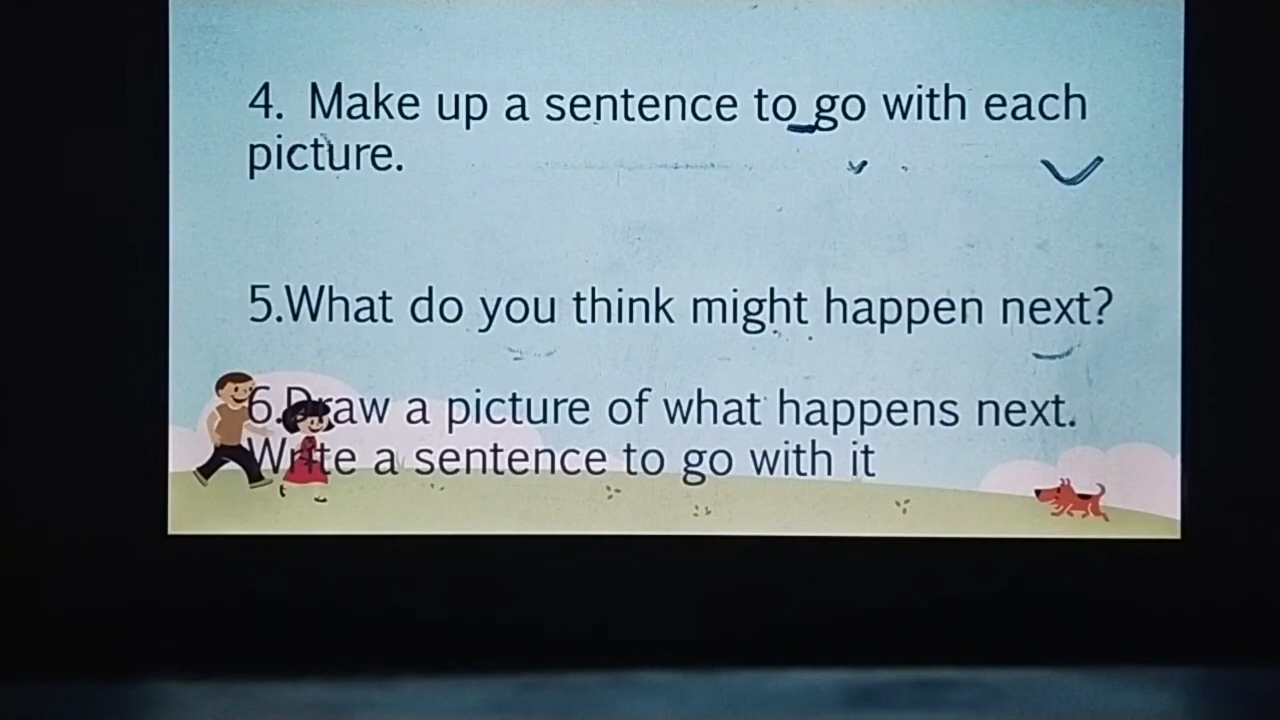 4. Make up a sentence to go with each
picture.
5.What do you think might happen next?
6.Draw a picture of what happens next.
Write a sentence to go with it